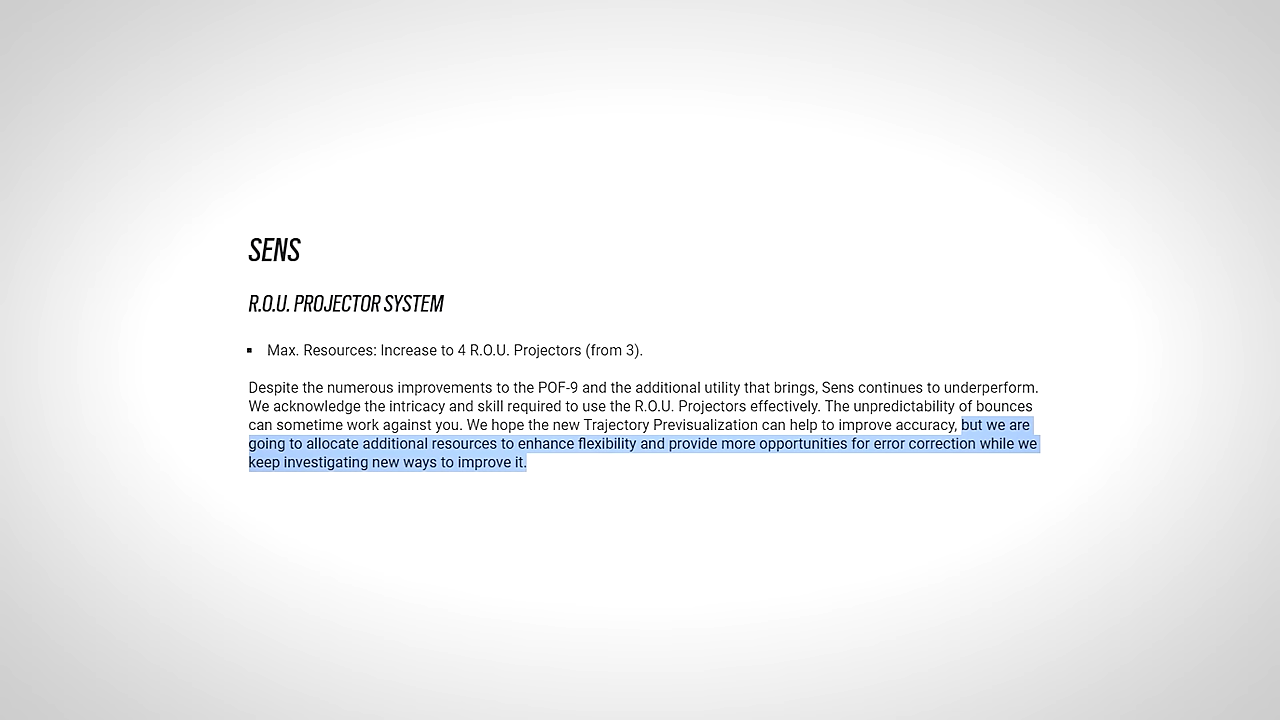 SENS
R.O.U. PROJECTOR SYSTEM
▪ Max. Resources: Increase to 4 R.O.U. Projectors (from 3).
Despite the numerous improvements to the POF-9 and the additional utility that brings, Sens continues to underperform.
We acknowledge the intricacy and skill required to use the R.O.U. Projectors effectively. The unpredictability of bounces
can sometime work against you. We hope the new Trajectory Previsualization can help to improve accuracy, but we are
going to allocate additional resources to enhance flexibility and provide more opportunities for error correction while we
keep investigating new ways to improve it.